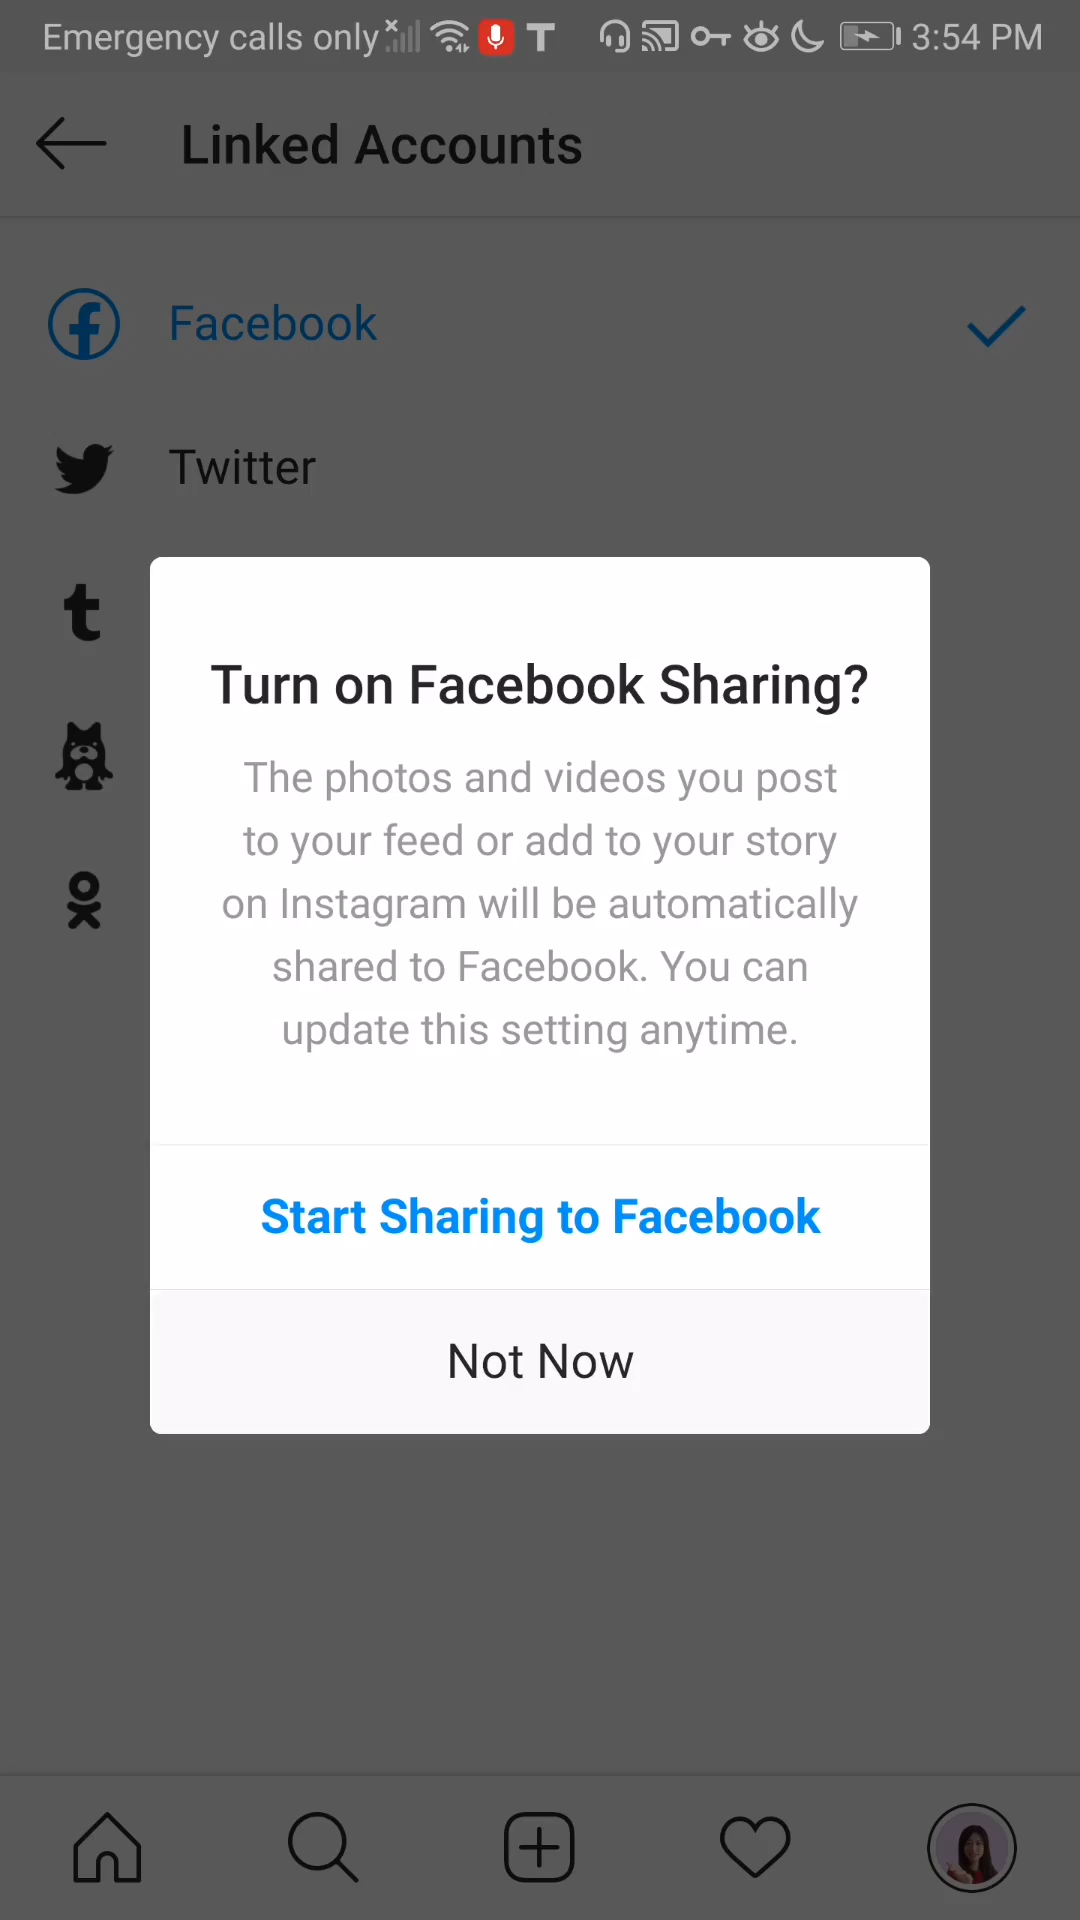 Emergency calls only 3:54 PM
Linked Accounts
Facebook
Twitter
Turn on Facebook Sharing?
The photos and videos you post
to your feed or add to your story
on Instagram will be automatically
shared to Facebook. You can
update this setting anytime.
Start Sharing to Facebook
Not Now